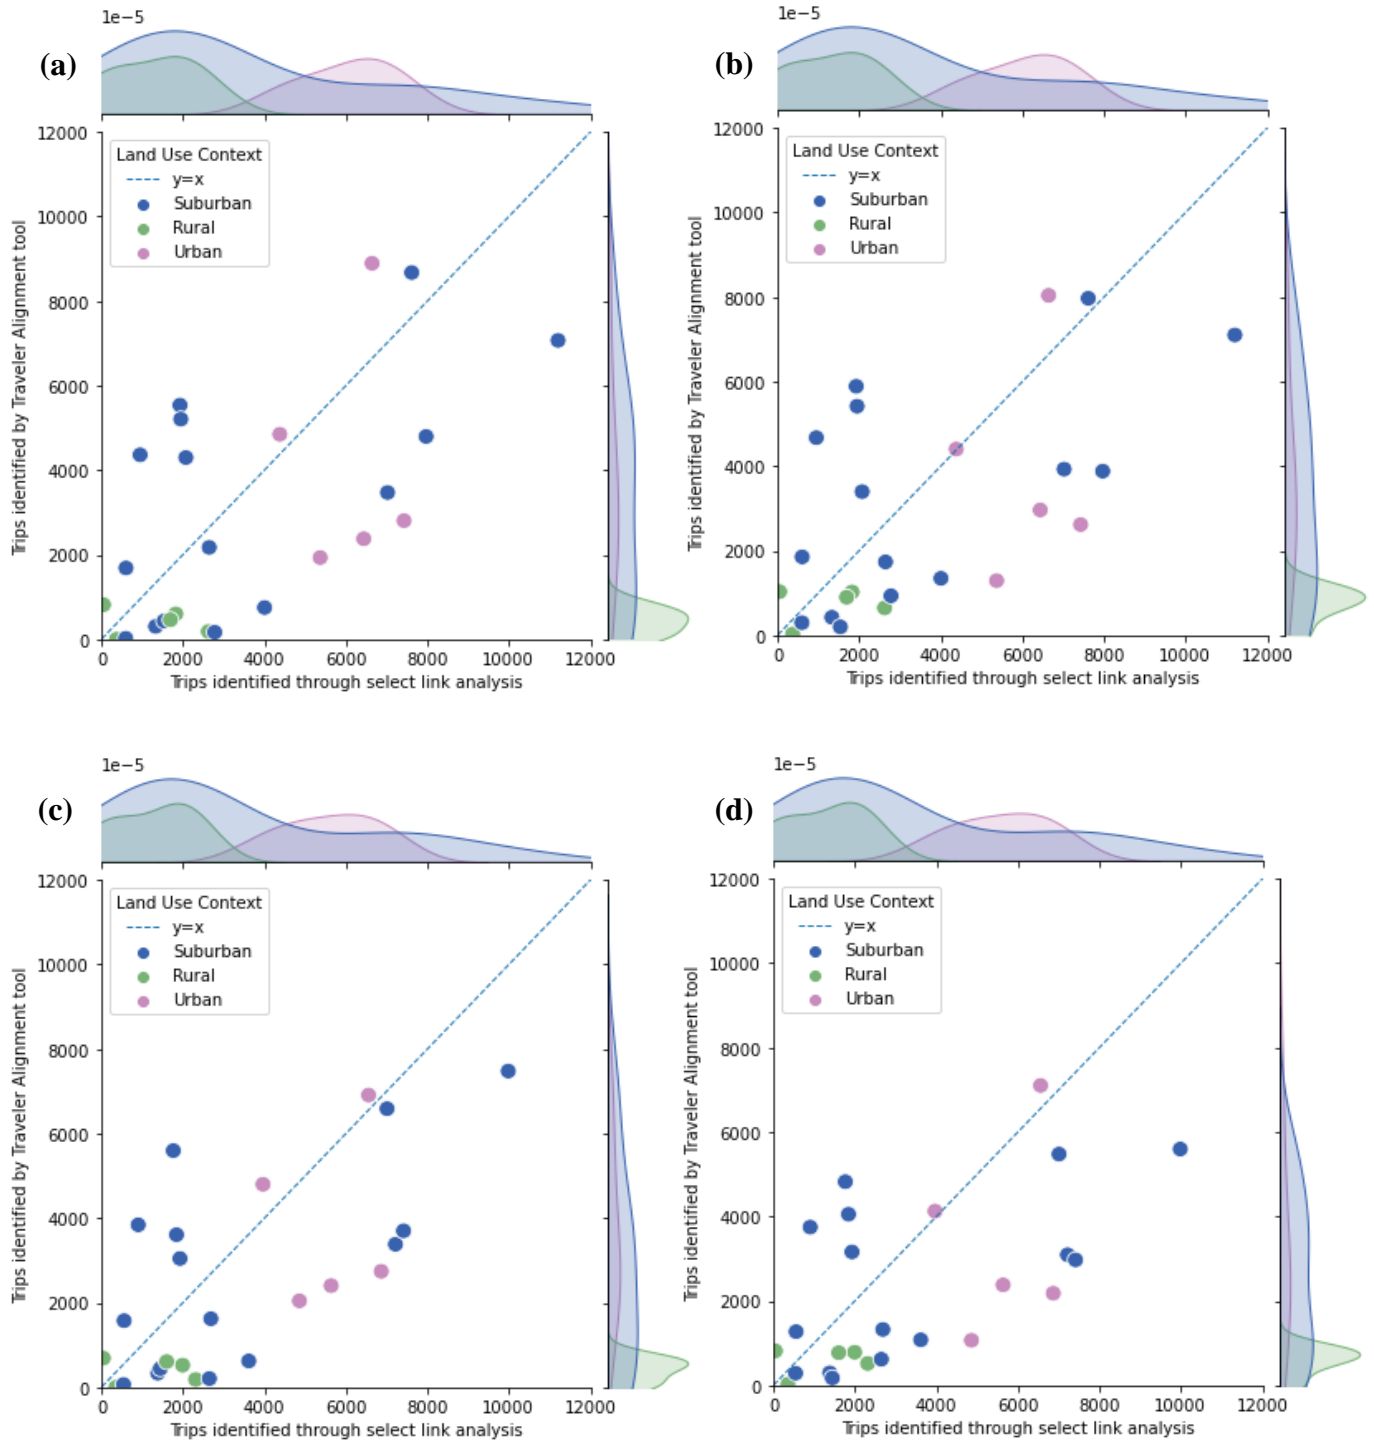 1e−5
(a)
12000
10000
8000
6000
4000
2000
0
Land Use Context
y=x
Suburban
Rural
Urban
Trips identified by Traveler Alignment tool
0 2000 4000 6000 8000 10000 12000
Trips identified through select link analysis
1e−5
(b)
12000
10000
8000
6000
4000
2000
0
Land Use Context
y=x
Suburban
Rural
Urban
Trips identified by Traveler Alignment tool
0 2000 4000 6000 8000 10000 12000
Trips identified through select link analysis
1e−5
(c)
12000
10000
8000
6000
4000
2000
0
Land Use Context
y=x
Suburban
Rural
Urban
Trips identified by Traveler Alignment tool
0 2000 4000 6000 8000 10000 12000
Trips identified through select link analysis
1e−5
(d)
12000
10000
8000
6000
4000
2000
0
Land Use Context
y=x
Suburban
Rural
Urban
Trips identified by Traveler Alignment tool
0 2000 4000 6000 8000 10000 12000
Trips identified through select link analysis